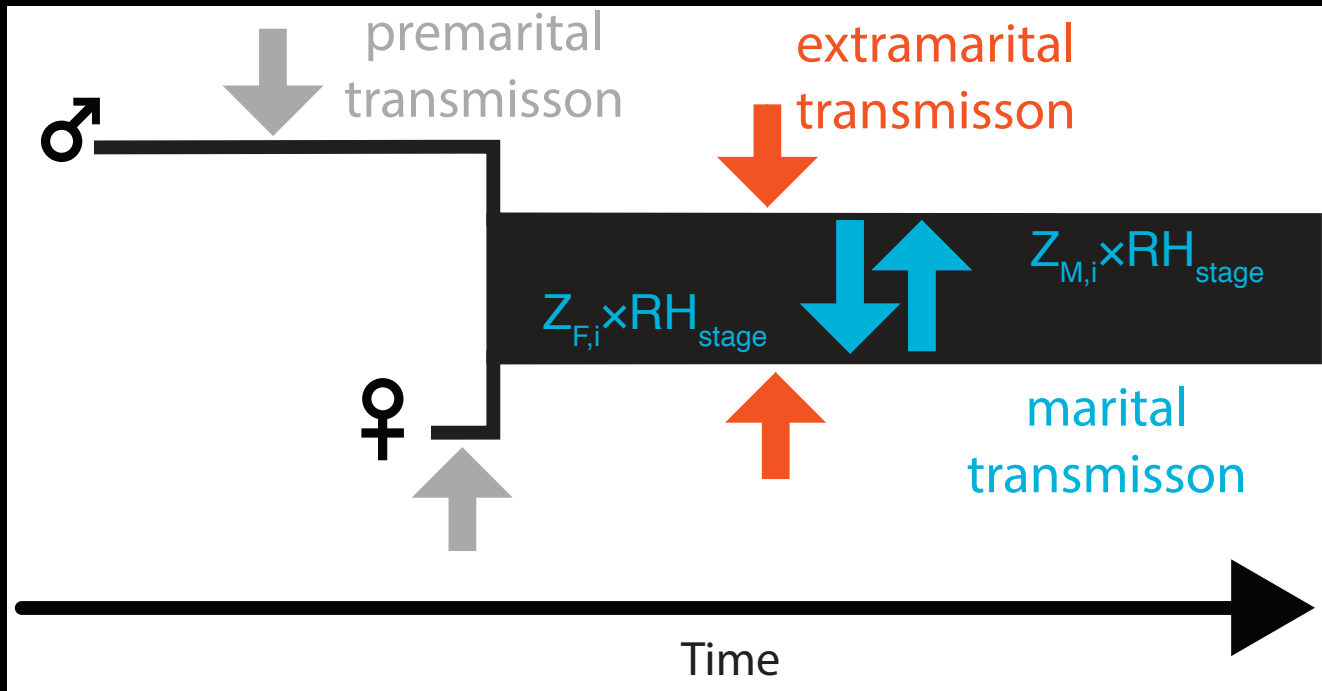 premarital
transmisson
extramarital
transmisson
Z_M,i×RH_stage
Z_F,i×RH_stage
marital
transmisson
Time